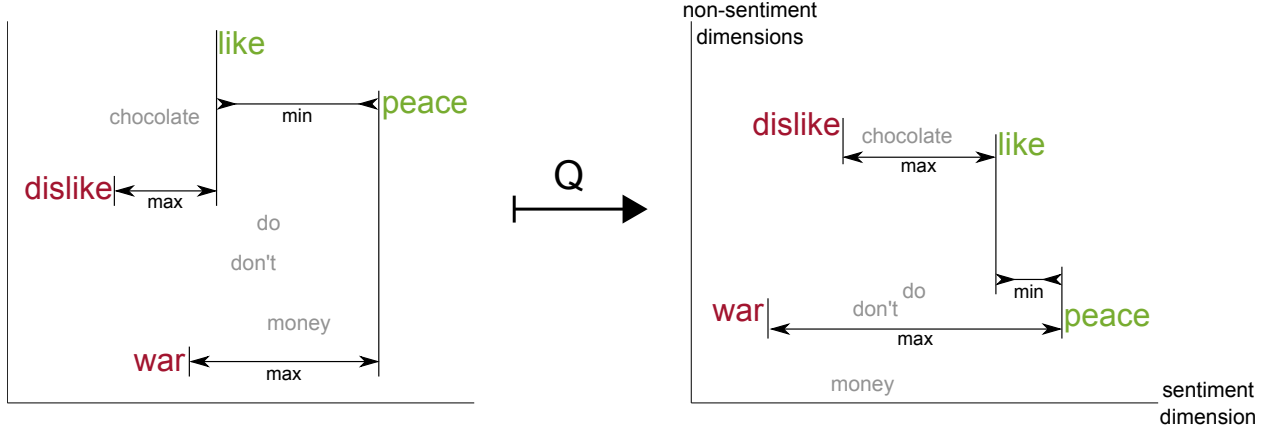 like
peace
chocolate
min
dislike
max
do
don't
money
war
max
Q
non-sentiment
dimensions
dislike
chocolate
like
max
min
war
do
don't
peace
max
money
sentiment
dimension